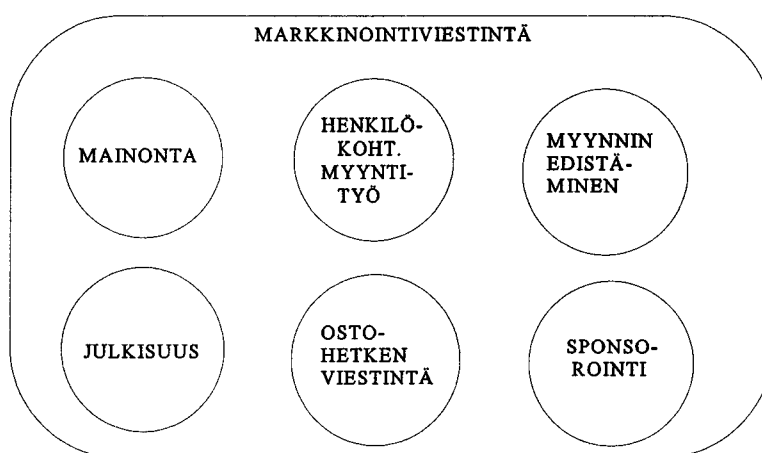 MARKKINOINTIVIESTINTÄ
MAINONTA
HENKILÖ-
KOHT.
MYYNTI-
TYÖ
MYYNNIN
EDISTÄ-
MINEN
JULKISUUS
OSTO-
HETKEN
VIESTINTÄ
SPONSO-
ROINTI